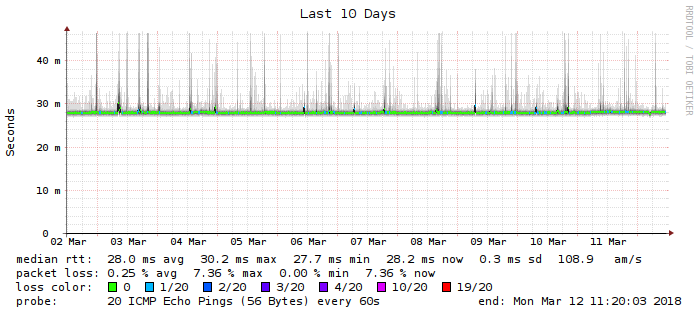 Last 10 Days
RRDTOOL / TOBI OETIKER
Seconds
40 m
30 m
20 m
10 m
0
02 Mar 03 Mar 04 Mar 05 Mar 06 Mar 07 Mar 08 Mar 09 Mar 10 Mar 11 Mar
median rtt: 28.0 ms avg 30.2 ms max 27.7 ms min 28.2 ms now 0.3 ms sd 108.9 am/s
packet loss: 0.25 % avg 7.36 % max 0.00 % min 7.36 % now
loss color: 0 1/20 2/20 3/20 4/20 10/20 19/20
probe: 20 ICMP Echo Pings (56 Bytes) every 60s end: Mon Mar 12 11:20:03 2018